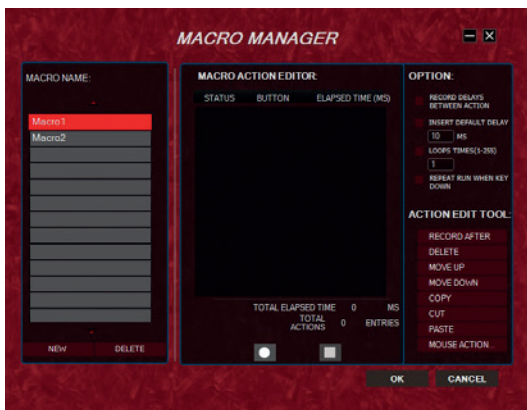 MACRO MANAGER
MACRO NAME:
Macro1
Macro2
NEW DELETE
MACRO ACTION EDITOR:
STATUS BUTTON ELAPSED TIME (MS)
TOTAL ELAPSED TIME 0 MS
TOTAL
ACTIONS 0 ENTRIES
OPTION:
RECORD DELAYS
BETWEEN ACTION
INSERT DEFAULT DELAY
10 MS
LOOPS TIMES(1-255)
1
REPEAT RUN WHEN KEY
DOWN
ACTION EDIT TOOL:
RECORD AFTER
DELETE
MOVE UP
MOVE DOWN
COPY
CUT
PASTE
MOUSE ACTION...
OK CANCEL